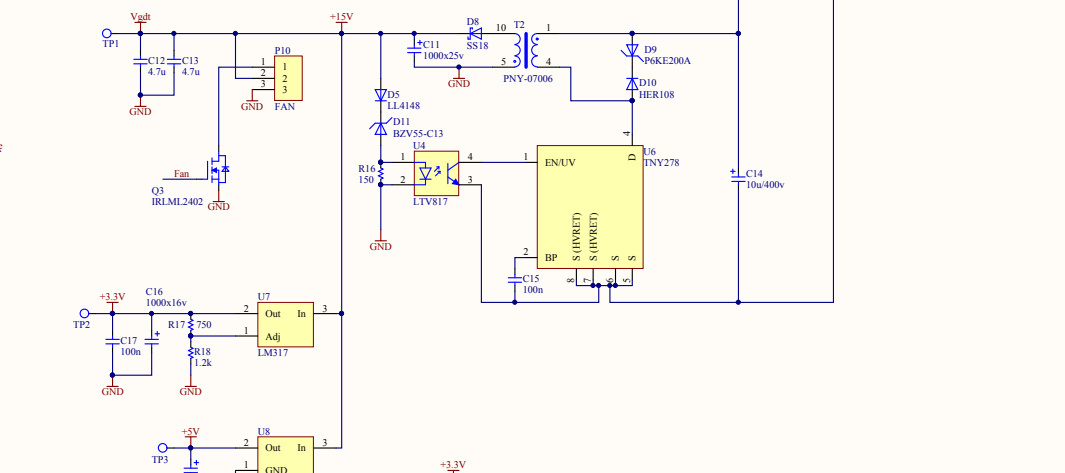 Vgdt
+15V
TP1
C12
4.7u
C13
4.7u
GND
P10
1
2
3
1
2
3
FAN
GND
Fan
Q3
IRLML2402
GND
C11
1000x25v
GND
D8
SS18
T2
10
1
5
4
PNY-07006
D9
P6KE200A
D10
HER108
D5
LL4148
D11
BZV55-C13
U4
R16
150
1
2
4
3
LTV817
GND
U6
TNY278
4
D
1
EN/UV
2
BP
S (HVRET)
S (HVRET)
S
S
8
7
6
5
C15
100n
C14
10u/400v
+3.3V
C16
1000x16v
TP2
C17
100n
R17
750
R18
1.2k
GND
GND
U7
2
Out
In
3
1
Adj
LM317
+5V
TP3
U8
2
Out
In
3
1
GND
+3.3V